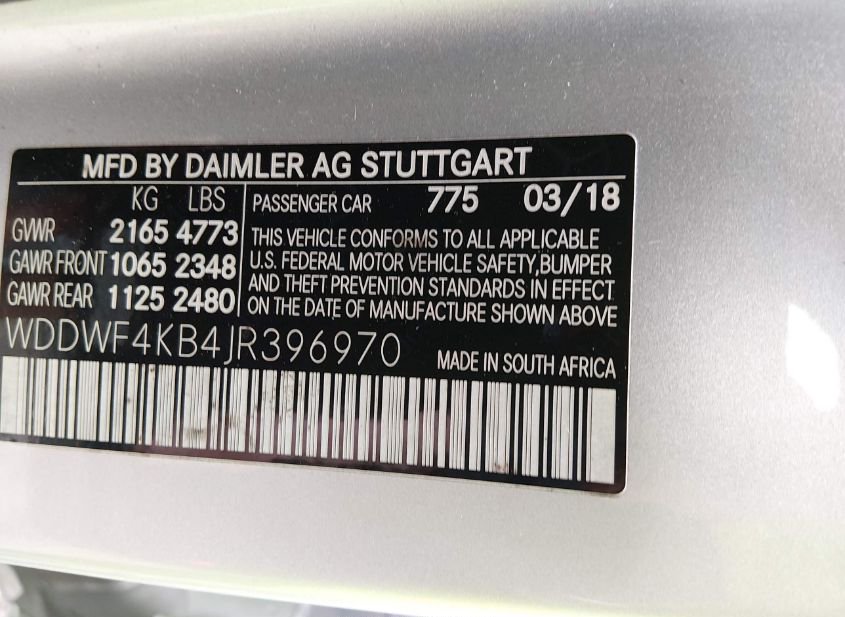 MFD BY DAIMLER AG STUTTGART
KG LBS
GVWR 2165 4773
GAWR FRONT 1065 2348
GAWR REAR 1125 2480
PASSENGER CAR 775 03/18
THIS VEHICLE CONFORMS TO ALL APPLICABLE
U.S. FEDERAL MOTOR VEHICLE SAFETY,BUMPER
AND THEFT PREVENTION STANDARDS IN EFFECT
ON THE DATE OF MANUFACTURE SHOWN ABOVE
WDDWF4KB4JR396970
MADE IN SOUTH AFRICA